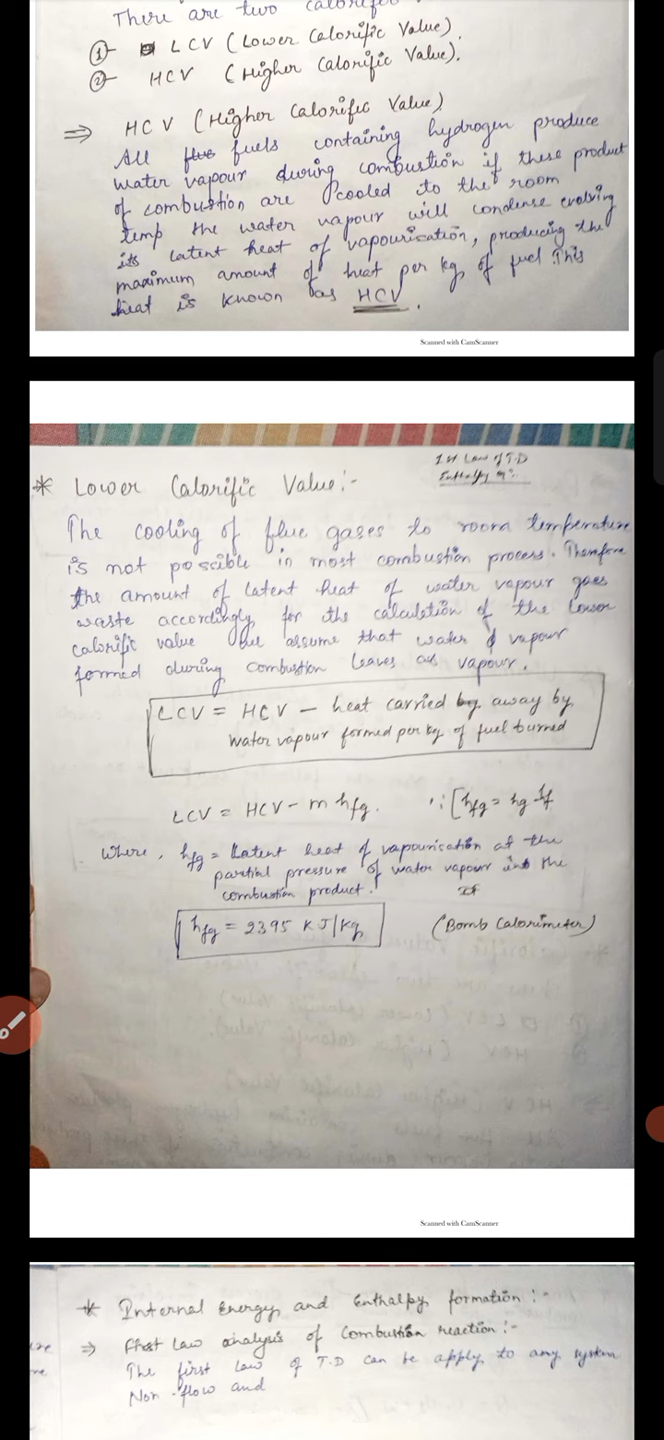 There are two calorific
① LCV (Lower Calorific Value).
② HCV (Higher Calorific Value).
⇒ HCV (Higher Calorific Value)
All fuels containing hydrogen produce
water vapour during combustion if these product
of combustion are cooled to the room
temp the water vapour will condense evolving
its latent heat of vapourisation, producing the
maximum amount of heat per kg of fuel This
heat is known as HCV.
Scanned with CamScanner
1st Law of T.D
Enthalpy
* Lower Calorific Value:-
The cooling of flue gases to room temperature
is not possible in most combustion process. Therefore
the amount of latent heat of water vapour goes
waste accordingly for the calculation of the lower
calorific value we assume that water & vapour
formed during combustion leaves as vapour.
LCV = HCV – heat carried by away by
water vapour formed per kg of fuel burned
LCV = HCV – m hfg. ∵ [hfg = hg - hf
Where, hfg = Latent heat of vapourisation at the
partial pressure of water vapour in the
combustion product.
hfg = 2395 KJ/kg (Bomb Calorimeter)
Scanned with CamScanner
* Internal Energy and Enthalpy formation :-
⇒ First Law analysis of Combustion reaction :-
The first law of T.D can be apply to any system
Non-flow and